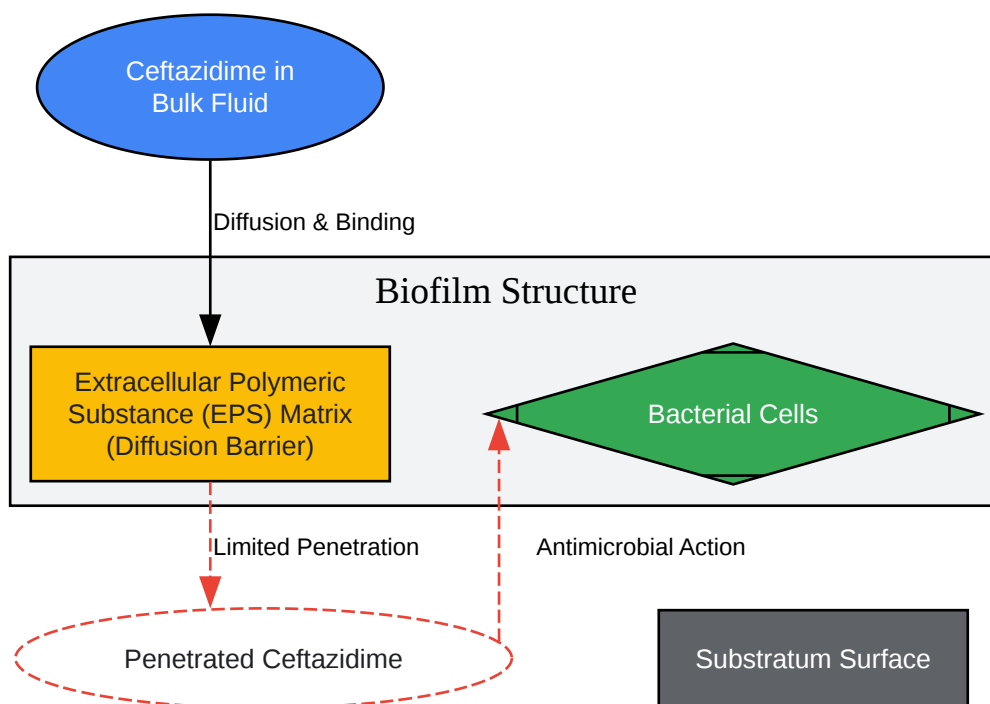 Ceftazidime in
Bulk Fluid
Diffusion & Binding
Biofilm Structure
Extracellular Polymeric
Substance (EPS) Matrix
(Diffusion Barrier)
Bacterial Cells
Limited Penetration
Antimicrobial Action
Penetrated Ceftazidime
Substratum Surface